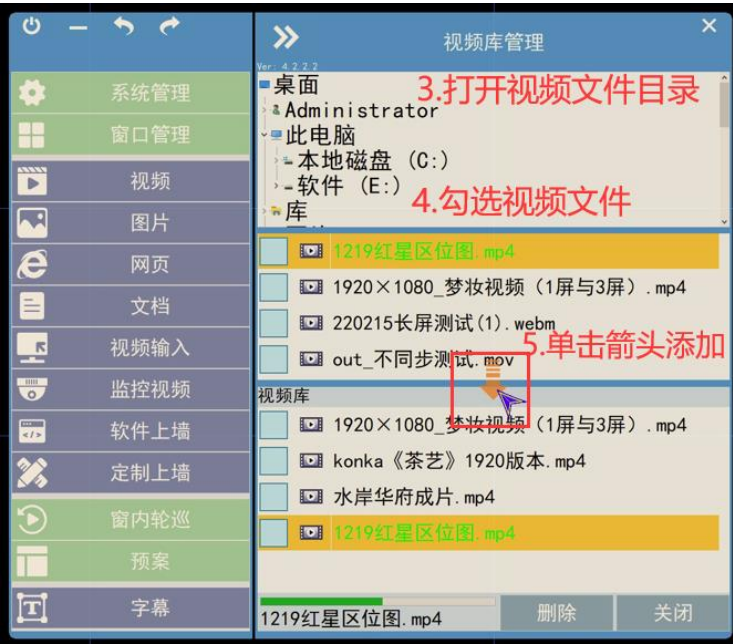 视频库管理
Ver: 4.2.2.2
系统管理
窗口管理
视频
图片
网页
文档
视频输入
监控视频
软件上墙
定制上墙
窗内轮巡
预案
字幕
桌面
3.打开视频文件目录
Administrator
此电脑
本地磁盘 (C:)
软件 (E:)
4.勾选视频文件
库
1219红星区位图.mp4
1920×1080_梦妆视频（1屏与3屏）.mp4
220215长屏测试(1).webm
5.单击箭头添加
out_不同步测试.mov
视频库
1920×1080_梦妆视频（1屏与3屏）.mp4
konka《茶艺》1920版本.mp4
水岸华府成片.mp4
1219红星区位图.mp4
1219红星区位图.mp4
删除
关闭